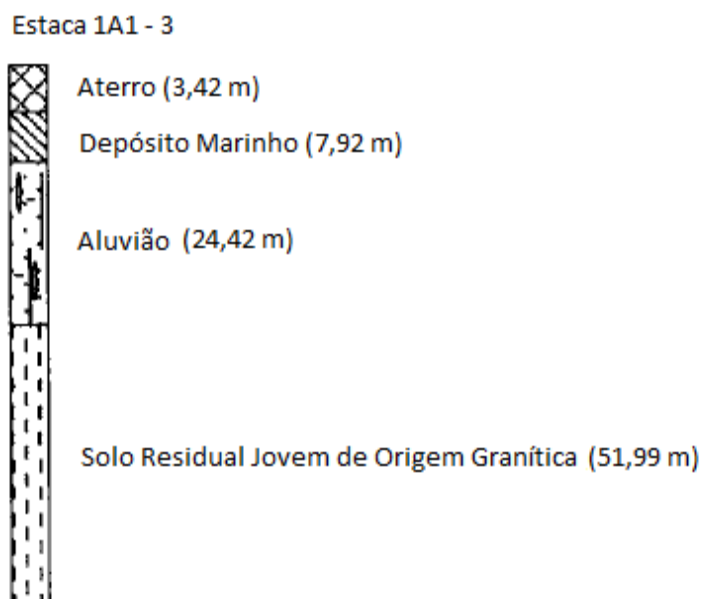 Estaca 1A1 - 3
Aterro (3,42 m)
Depósito Marinho (7,92 m)
Aluvião (24,42 m)
Solo Residual Jovem de Origem Granítica (51,99 m)